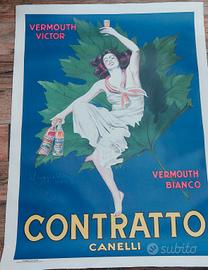 VERMOUTH
VICTOR
VERMOUTH
BIANCO
CONTRATTO
CANELLI
subito